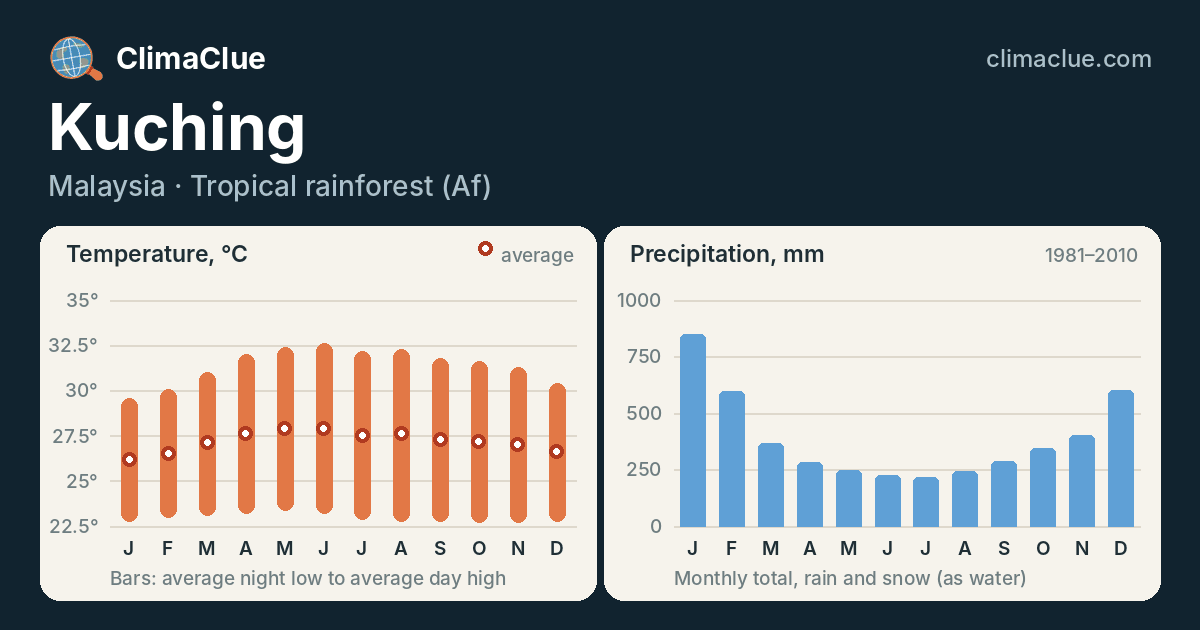 ClimaClue
climaclue.com
Kuching
Malaysia · Tropical rainforest (Af)
Temperature, °C
average
35°
32.5°
30°
27.5°
25°
22.5°
J F M A M J J A S O N D
Bars: average night low to average day high
Precipitation, mm
1981–2010
1000
750
500
250
0
J F M A M J J A S O N D
Monthly total, rain and snow (as water)